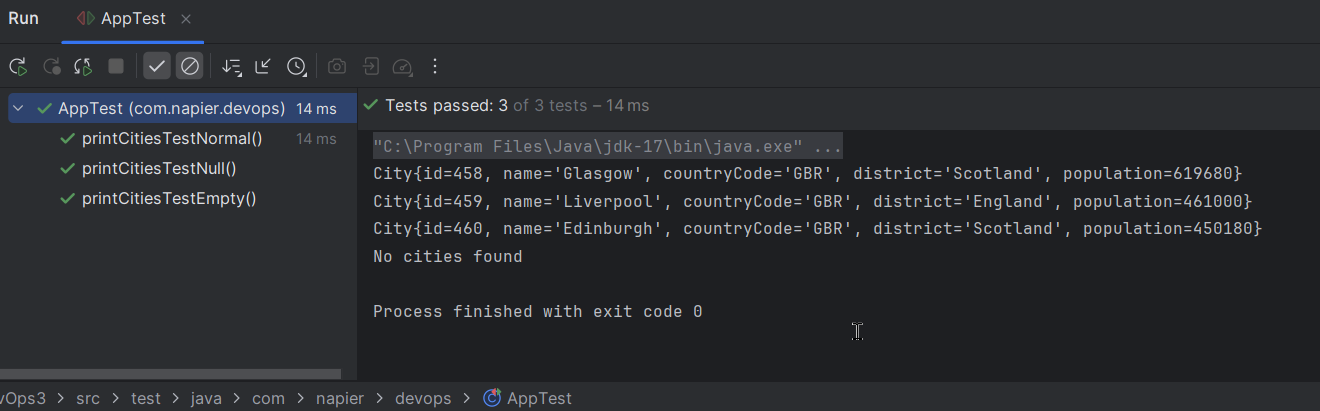 Run AppTest
AppTest (com.napier.devops) 14 ms
printCitiesTestNormal() 14 ms
printCitiesTestNull()
printCitiesTestEmpty()
Tests passed: 3 of 3 tests – 14 ms
"C:\Program Files\Java\jdk-17\bin\java.exe" ...
City{id=458, name='Glasgow', countryCode='GBR', district='Scotland', population=619680}
City{id=459, name='Liverpool', countryCode='GBR', district='England', population=461000}
City{id=460, name='Edinburgh', countryCode='GBR', district='Scotland', population=450180}
No cities found
Process finished with exit code 0
vOps3 > src > test > java > com > napier > devops > AppTest